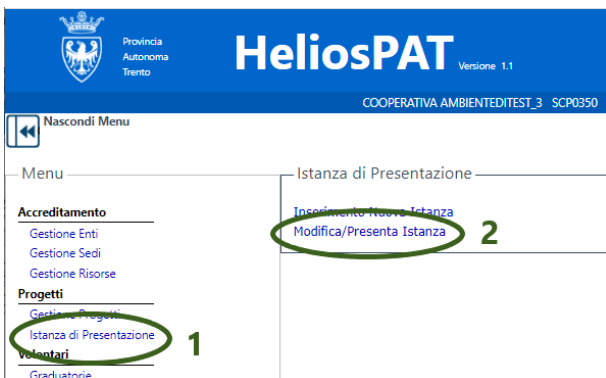 Provincia
Autonoma
Trento
HeliosPAT Versione 1.1
COOPERATIVA AMBIENTEDITEST_3 SCP0350
Nascondi Menu
Menu
Accreditamento
Gestione Enti
Gestione Sedi
Gestione Risorse
Progetti
Gestione Progetti
Istanza di Presentazione
1
Volontari
Graduatorie
Istanza di Presentazione
Inserimento Nuova Istanza
Modifica/Presenta Istanza
2